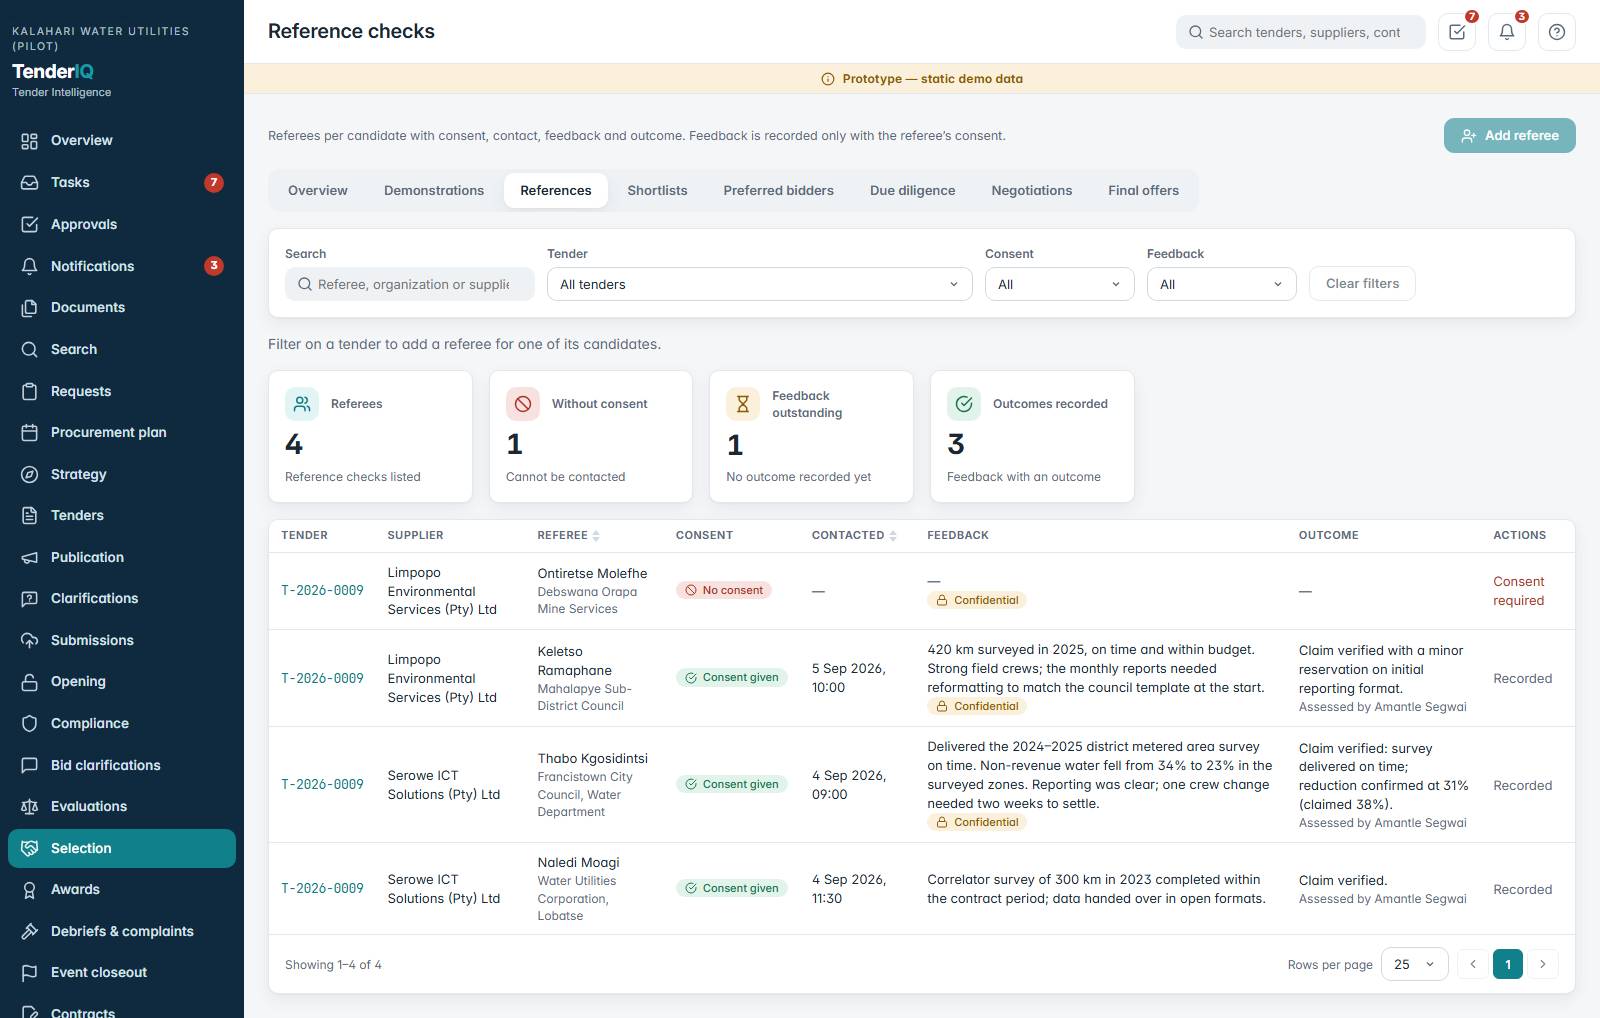 KALAHARI WATER UTILITIES
(PILOT)
TenderIQ
Tender Intelligence
Overview
Tasks 7
Approvals
Notifications 3
Documents
Search
Requests
Procurement plan
Strategy
Tenders
Publication
Clarifications
Submissions
Opening
Compliance
Bid clarifications
Evaluations
Selection
Awards
Debriefs & complaints
Event closeout
Contracts
Reference checks
Search tenders, suppliers, cont
7
3
Prototype — static demo data
Referees per candidate with consent, contact, feedback and outcome. Feedback is recorded only with the referee's consent.
Add referee
Overview Demonstrations References Shortlists Preferred bidders Due diligence Negotiations Final offers
Search Tender Consent Feedback
Referee, organization or supplie All tenders All All Clear filters
Filter on a tender to add a referee for one of its candidates.
Referees
4
Reference checks listed
Without consent
1
Cannot be contacted
Feedback
outstanding
1
No outcome recorded yet
Outcomes recorded
3
Feedback with an outcome
TENDER SUPPLIER REFEREE CONSENT CONTACTED FEEDBACK OUTCOME ACTIONS
T-2026-0009
Limpopo
Environmental
Services (Pty) Ltd
Ontiretse Molefhe
Debswana Orapa
Mine Services
No consent
—
—
Confidential
—
Consent
required
T-2026-0009
Limpopo
Environmental
Services (Pty) Ltd
Keletso
Ramaphane
Mahalapye Sub-
District Council
Consent given
5 Sep 2026,
10:00
420 km surveyed in 2025, on time and within budget.
Strong field crews; the monthly reports needed
reformatting to match the council template at the start.
Confidential
Claim verified with a minor
reservation on initial
reporting format.
Assessed by Amantle Segwai
Recorded
T-2026-0009
Serowe ICT
Solutions (Pty) Ltd
Thabo Kgosidintsi
Francistown City
Council, Water
Department
Consent given
4 Sep 2026,
09:00
Delivered the 2024–2025 district metered area survey
on time. Non-revenue water fell from 34% to 23% in the
surveyed zones. Reporting was clear; one crew change
needed two weeks to settle.
Confidential
Claim verified: survey
delivered on time;
reduction confirmed at 31%
(claimed 38%).
Assessed by Amantle Segwai
Recorded
T-2026-0009
Serowe ICT
Solutions (Pty) Ltd
Naledi Moagi
Water Utilities
Corporation,
Lobatse
Consent given
4 Sep 2026,
11:30
Correlator survey of 300 km in 2023 completed within
the contract period; data handed over in open formats.
Claim verified.
Assessed by Amantle Segwai
Recorded
Showing 1–4 of 4
Rows per page 25 1